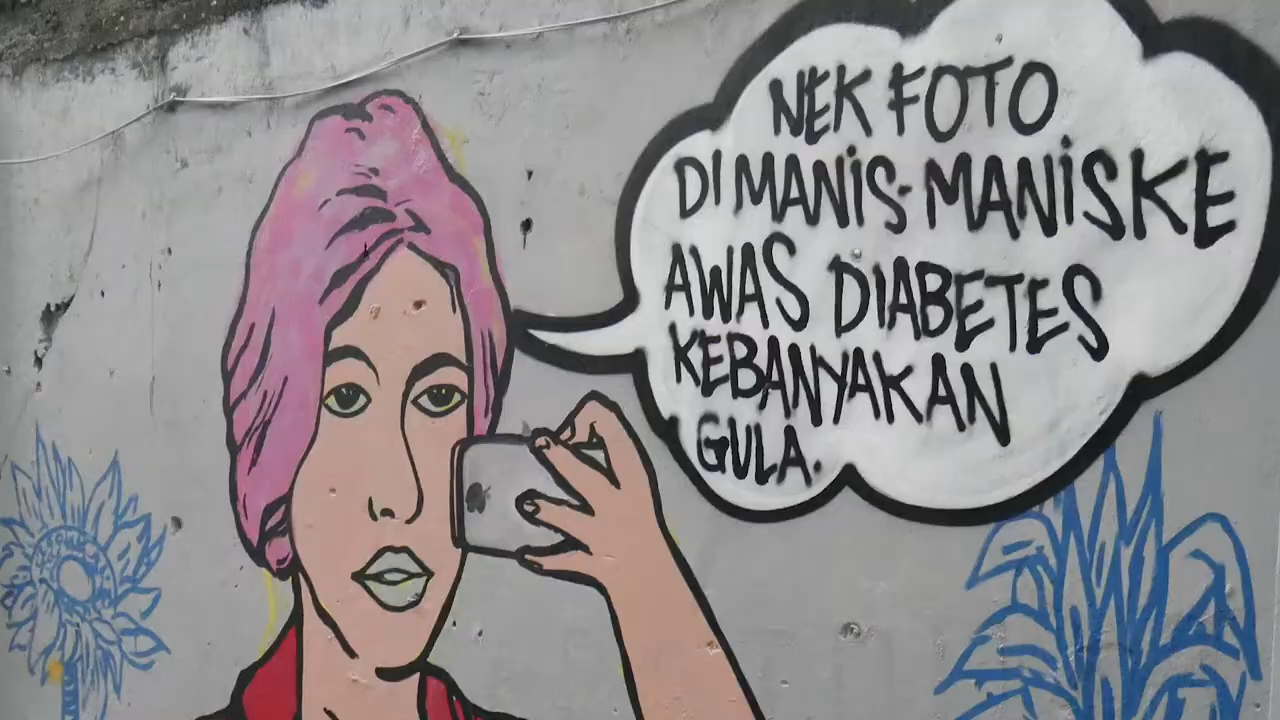 NEK FOTO
DI MANIS-MANISKE
AWAS DIABETES
KEBANYAKAN
GULA.